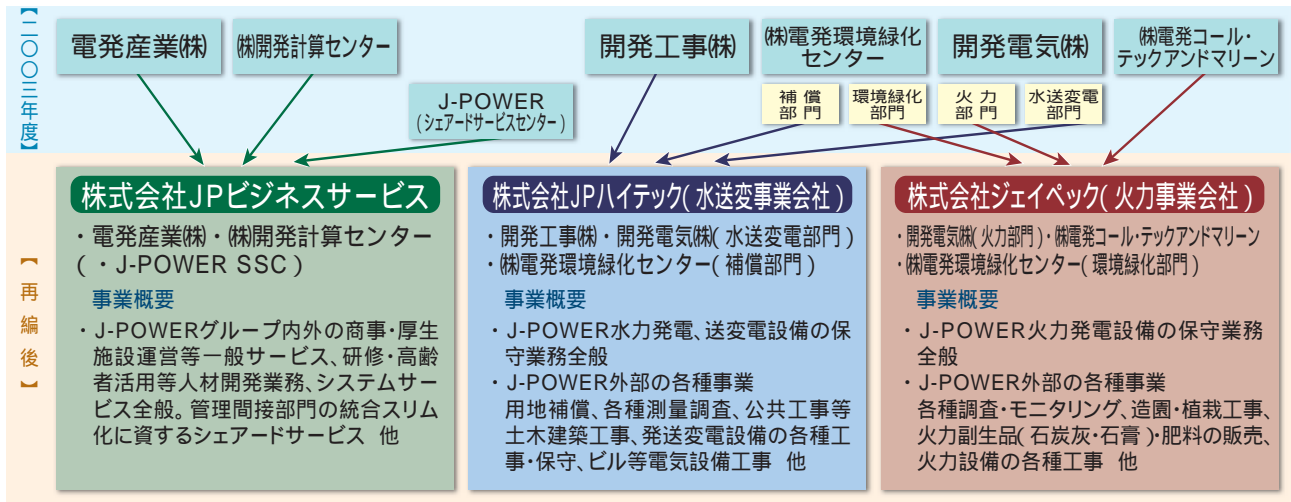 【二〇〇三年度】
電発産業㈱
㈱開発計算センター
J-POWER
(シェアードサービスセンター)
開発工事㈱
㈱電発環境緑化
センター
開発電気㈱
㈱電発コール・
テックアンドマリーン
補償
部門
環境緑化
部門
火力
部門
水送変電
部門
【再編後】
株式会社JPビジネスサービス
・電発産業㈱・㈱開発計算センター
(・J-POWER SSC)
事業概要
・J-POWERグループ内外の商事・厚生
施設運営等一般サービス、研修・高齢
者活用等人材開発業務、システムサー
ビス全般。管理間接部門の統合スリム
化に資するシェアードサービス 他
株式会社JPハイテック(水送変事業会社)
・開発工事㈱・開発電気㈱(水送変電部門)
・㈱電発環境緑化センター(補償部門)
事業概要
・J-POWER水力発電、送変電設備の保
守業務全般
・J-POWER外部の各種事業
用地補償、各種測量調査、公共工事等
土木建築工事、発送変電設備の各種工
事・保守、ビル等電気設備工事 他
株式会社ジェイペック(火力事業会社)
・開発電気㈱(火力部門)・㈱電発コール・テックアンドマリーン
・㈱電発環境緑化センター(環境緑化部門)
事業概要
・J-POWER火力発電設備の保守業務
全般
・J-POWER外部の各種事業
各種調査・モニタリング、造園・植栽工事、
火力副生品(石炭灰・石膏)・肥料の販売、
火力設備の各種工事 他